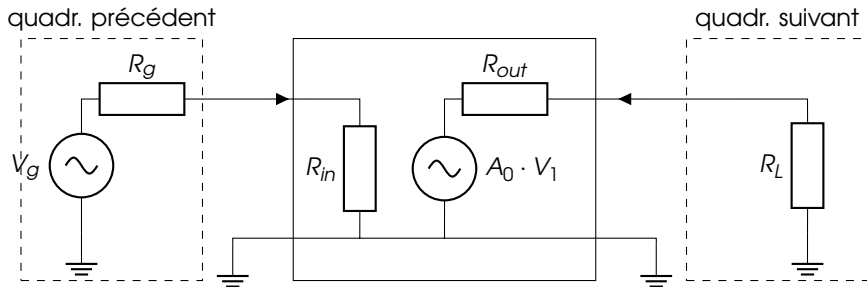 quadr. précédent
quadr. suivant
R_g
R_out
V_g
R_in
A_0 · V_1
R_L